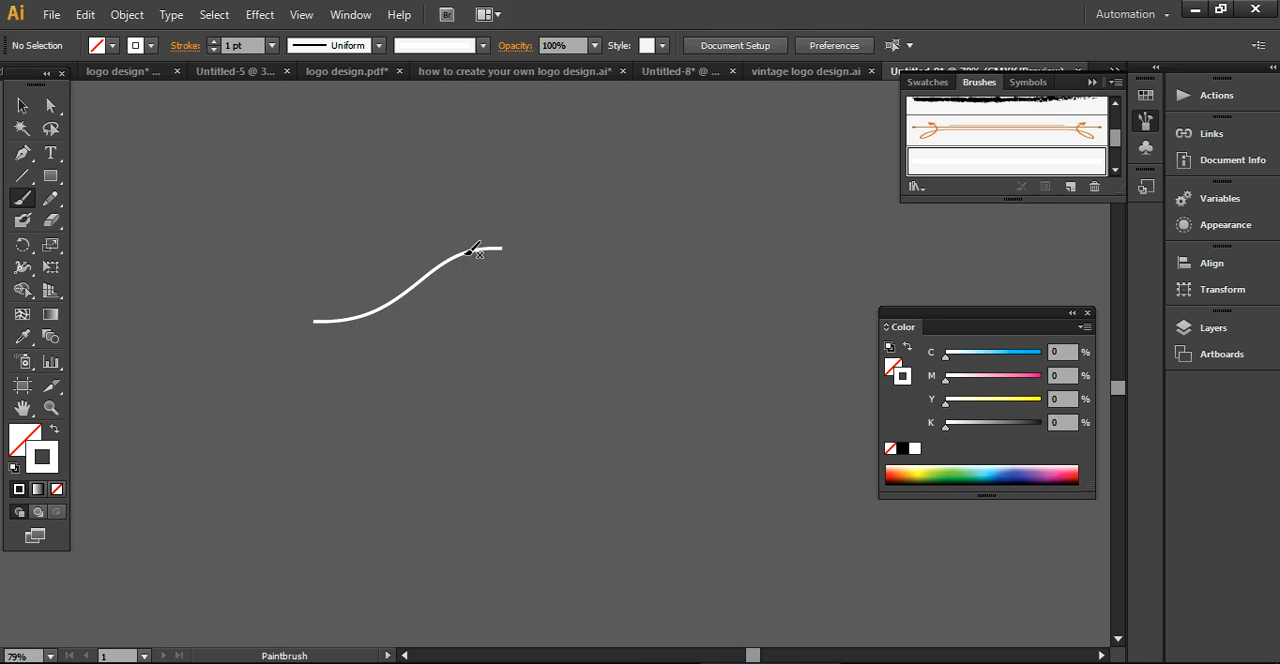 Ai File Edit Object Type Select Effect View Window Help Br Automation
No Selection Stroke: 1 pt Uniform Opacity: 100% Style: Document Setup Preferences
logo design* ... × Untitled-5 @ 3... × logo design.pdf* × how to create your own logo design.ai* × Untitled-8* @ ... × vintage logo design.ai ×
Swatches Brushes Symbols
Actions
Links
Document Info
Variables
Appearance
Align
Transform
Layers
Artboards
Color
C 0 %
M 0 %
Y 0 %
K 0 %
79% 1 Paintbrush